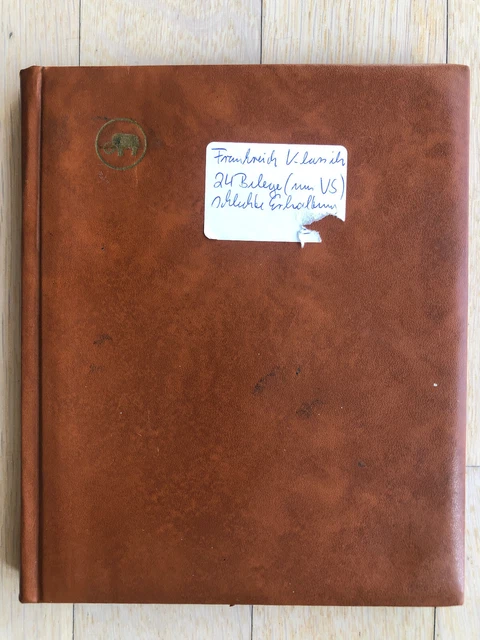 Frankreich Klassik
24 Belege (nur VS)
schlechte Erhaltung